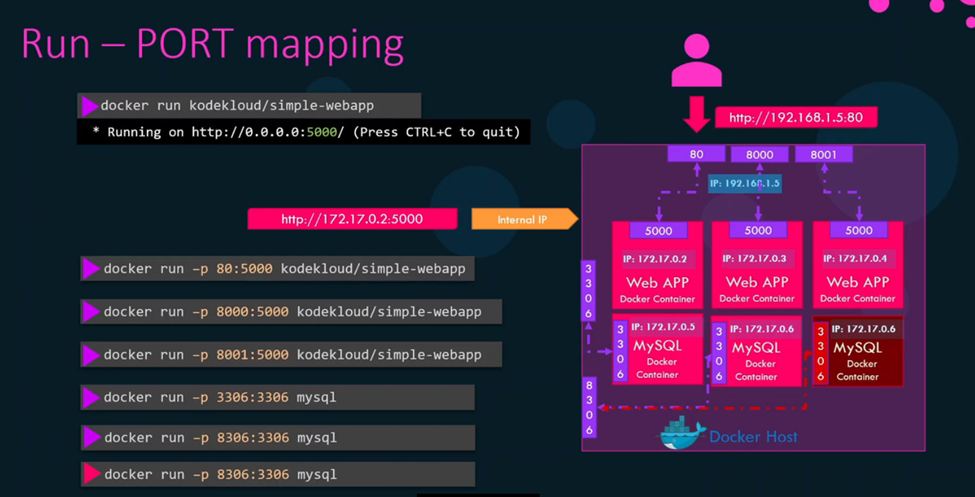 Run – PORT mapping
docker run kodekloud/simple-webapp
* Running on http://0.0.0.0:5000/ (Press CTRL+C to quit)
http://172.17.0.2:5000
Internal IP
docker run –p 80:5000 kodekloud/simple-webapp
docker run –p 8000:5000 kodekloud/simple-webapp
docker run –p 8001:5000 kodekloud/simple-webapp
docker run –p 3306:3306 mysql
docker run –p 8306:3306 mysql
docker run –p 8306:3306 mysql
http://192.168.1.5:80
80 8000 8001
IP: 192.168.1.5
5000 5000 5000
IP: 172.17.0.2 IP: 172.17.0.3 IP: 172.17.0.4
Web APP Web APP Web APP
Docker Container Docker Container Docker Container
3306
IP: 172.17.0.5 IP: 172.17.0.6 IP: 172.17.0.6
3306 3306 3306
MySQL MySQL MySQL
Docker Docker Docker
Container Container Container
8306
Docker Host